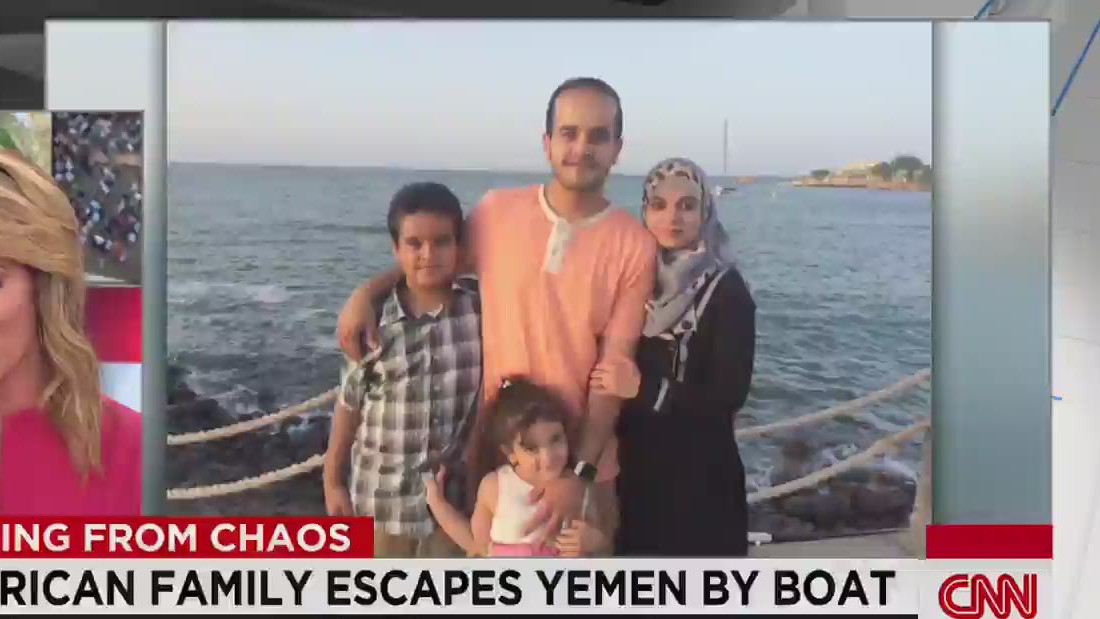 ING FROM CHAOS
RICAN FAMILY ESCAPES YEMEN BY BOAT
CNN